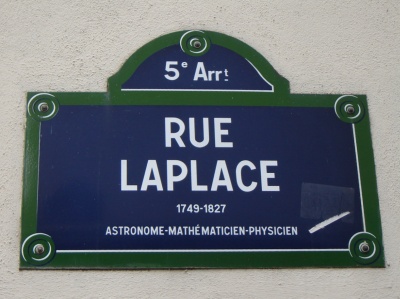 5e Arrt
RUE
LAPLACE
1749-1827
ASTRONOME-MATHÉMATICIEN-PHYSICIEN